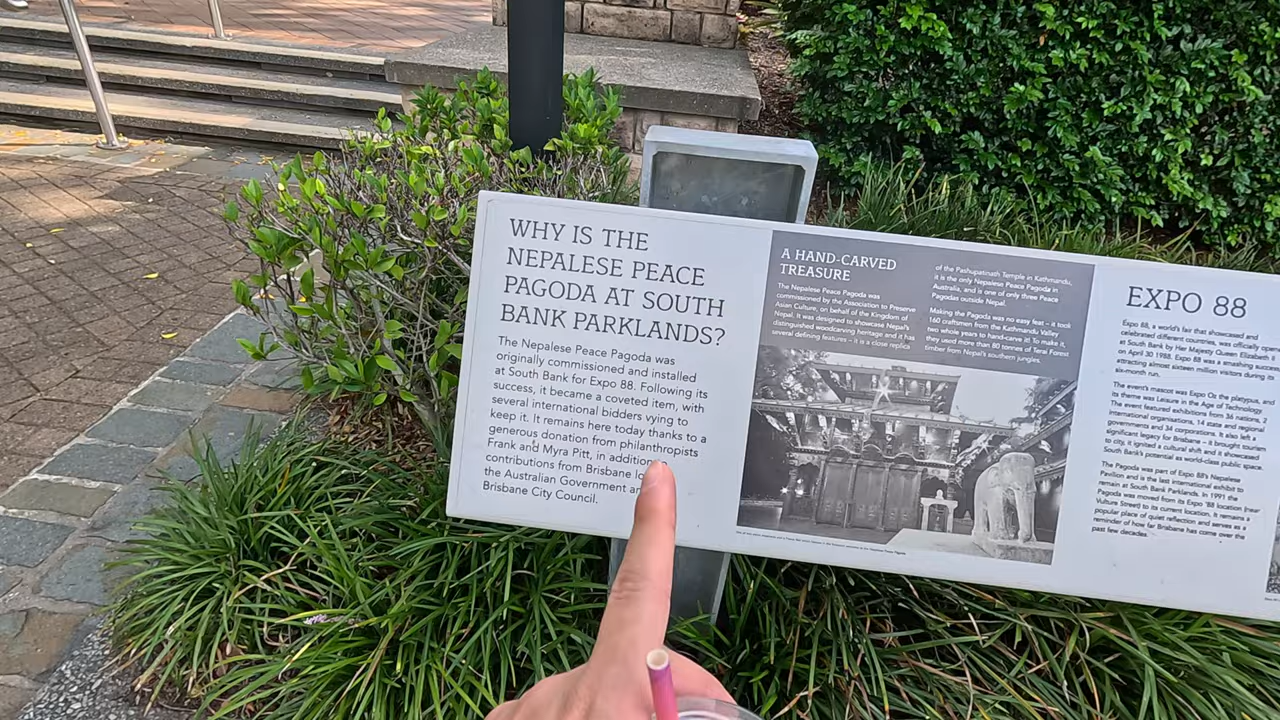 WHY IS THE
NEPALESE PEACE
PAGODA AT SOUTH
BANK PARKLANDS?
The Nepalese Peace Pagoda was
originally commissioned and installed
at South Bank for Expo 88. Following its
success, it became a coveted item, with
several international bidders vying to
keep it. It remains here today thanks to a
generous donation from philanthropists
Frank and Myra Pitt, in addition
contributions from Brisbane lo
the Australian Government an
Brisbane City Council.
A HAND-CARVED
TREASURE
The Nepalese Peace Pagoda was
commissioned by the Association to Preserve
Asian Culture, on behalf of the Kingdom of
Nepal. It was designed to showcase Nepal's
distinguished woodcarving heritage and it has
several defining features – it is a close replica
of the Pashupatinath Temple in Kathmandu,
it is the only Nepalese Peace Pagoda in
Australia, and is one of only three Peace
Pagodas outside Nepal.
Making the Pagoda was no easy feat – it took
160 craftsmen from the Kathmandu Valley
two whole years to hand-carve it! To make it,
they used more than 80 tonnes of Terai Forest
timber from Nepal's southern jungles.
EXPO 88
Expo 88, a world's fair that showcased and
celebrated different countries, was officially open
at South Bank by Her Majesty Queen Elizabeth II
on April 30 1988. Expo 88 was a smashing success
attracting almost sixteen million visitors during its
six-month run.
The event's mascot was Expo Oz the platypus, and
its theme was Leisure in the Age of Technology.
The event featured exhibitions from 36 nations, 2
international organisations, 14 state and regional
governments and 34 corporations. It also left a
significant legacy for Brisbane – it brought tourism
to city, it ignited a cultural shift and proved
South Bank's potential as world-class public space.
The Pagoda was part of Expo 88's Nepalese
Pavilion and is the last international exhibit to
remain at South Bank Parklands. In 1991 the
Pagoda was moved from its Expo '88 location (near
Vulture Street) to its current location. It remains a
popular place of quiet reflection and serves as a
reminder of how far Brisbane has come over the
past few decades.